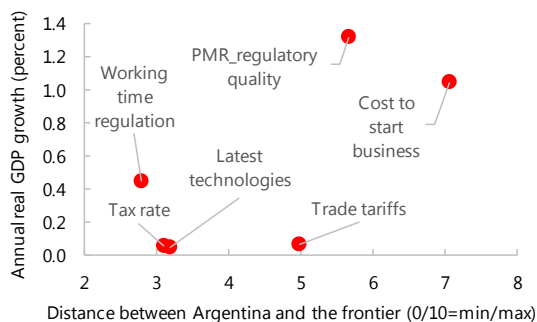 Annual real GDP growth (percent)
1.4
1.2
1.0
0.8
0.6
0.4
0.2
0.0
PMR_regulatory
quality
Working
time
regulation
Cost to
start
business
Latest
technologies
Tax rate
Trade tariffs
2
3
4
5
6
7
8
Distance between Argentina and the frontier (0/10=min/max)